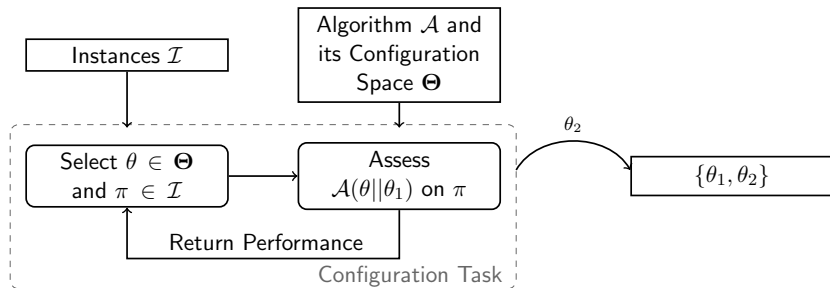 Instances 𝓘
Algorithm 𝓐 and
its Configuration
Space Θ
Select θ ∈ Θ
and π ∈ 𝓘
Assess
𝓐(θ||θ₁) on π
θ₂
{θ₁, θ₂}
Return Performance
Configuration Task